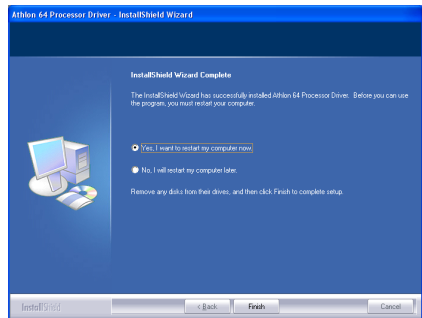 Athlon 64 Processor Driver - InstallShield Wizard
InstallShield Wizard Complete
The InstallShield Wizard has successfully installed Athlon 64 Processor Driver. Before you can use
the program, you must restart your computer.
Yes, I want to restart my computer now.
No, I will restart my computer later.
Remove any disks from their drives, and then click Finish to complete setup.
InstallShield
< Back
Finish
Cancel